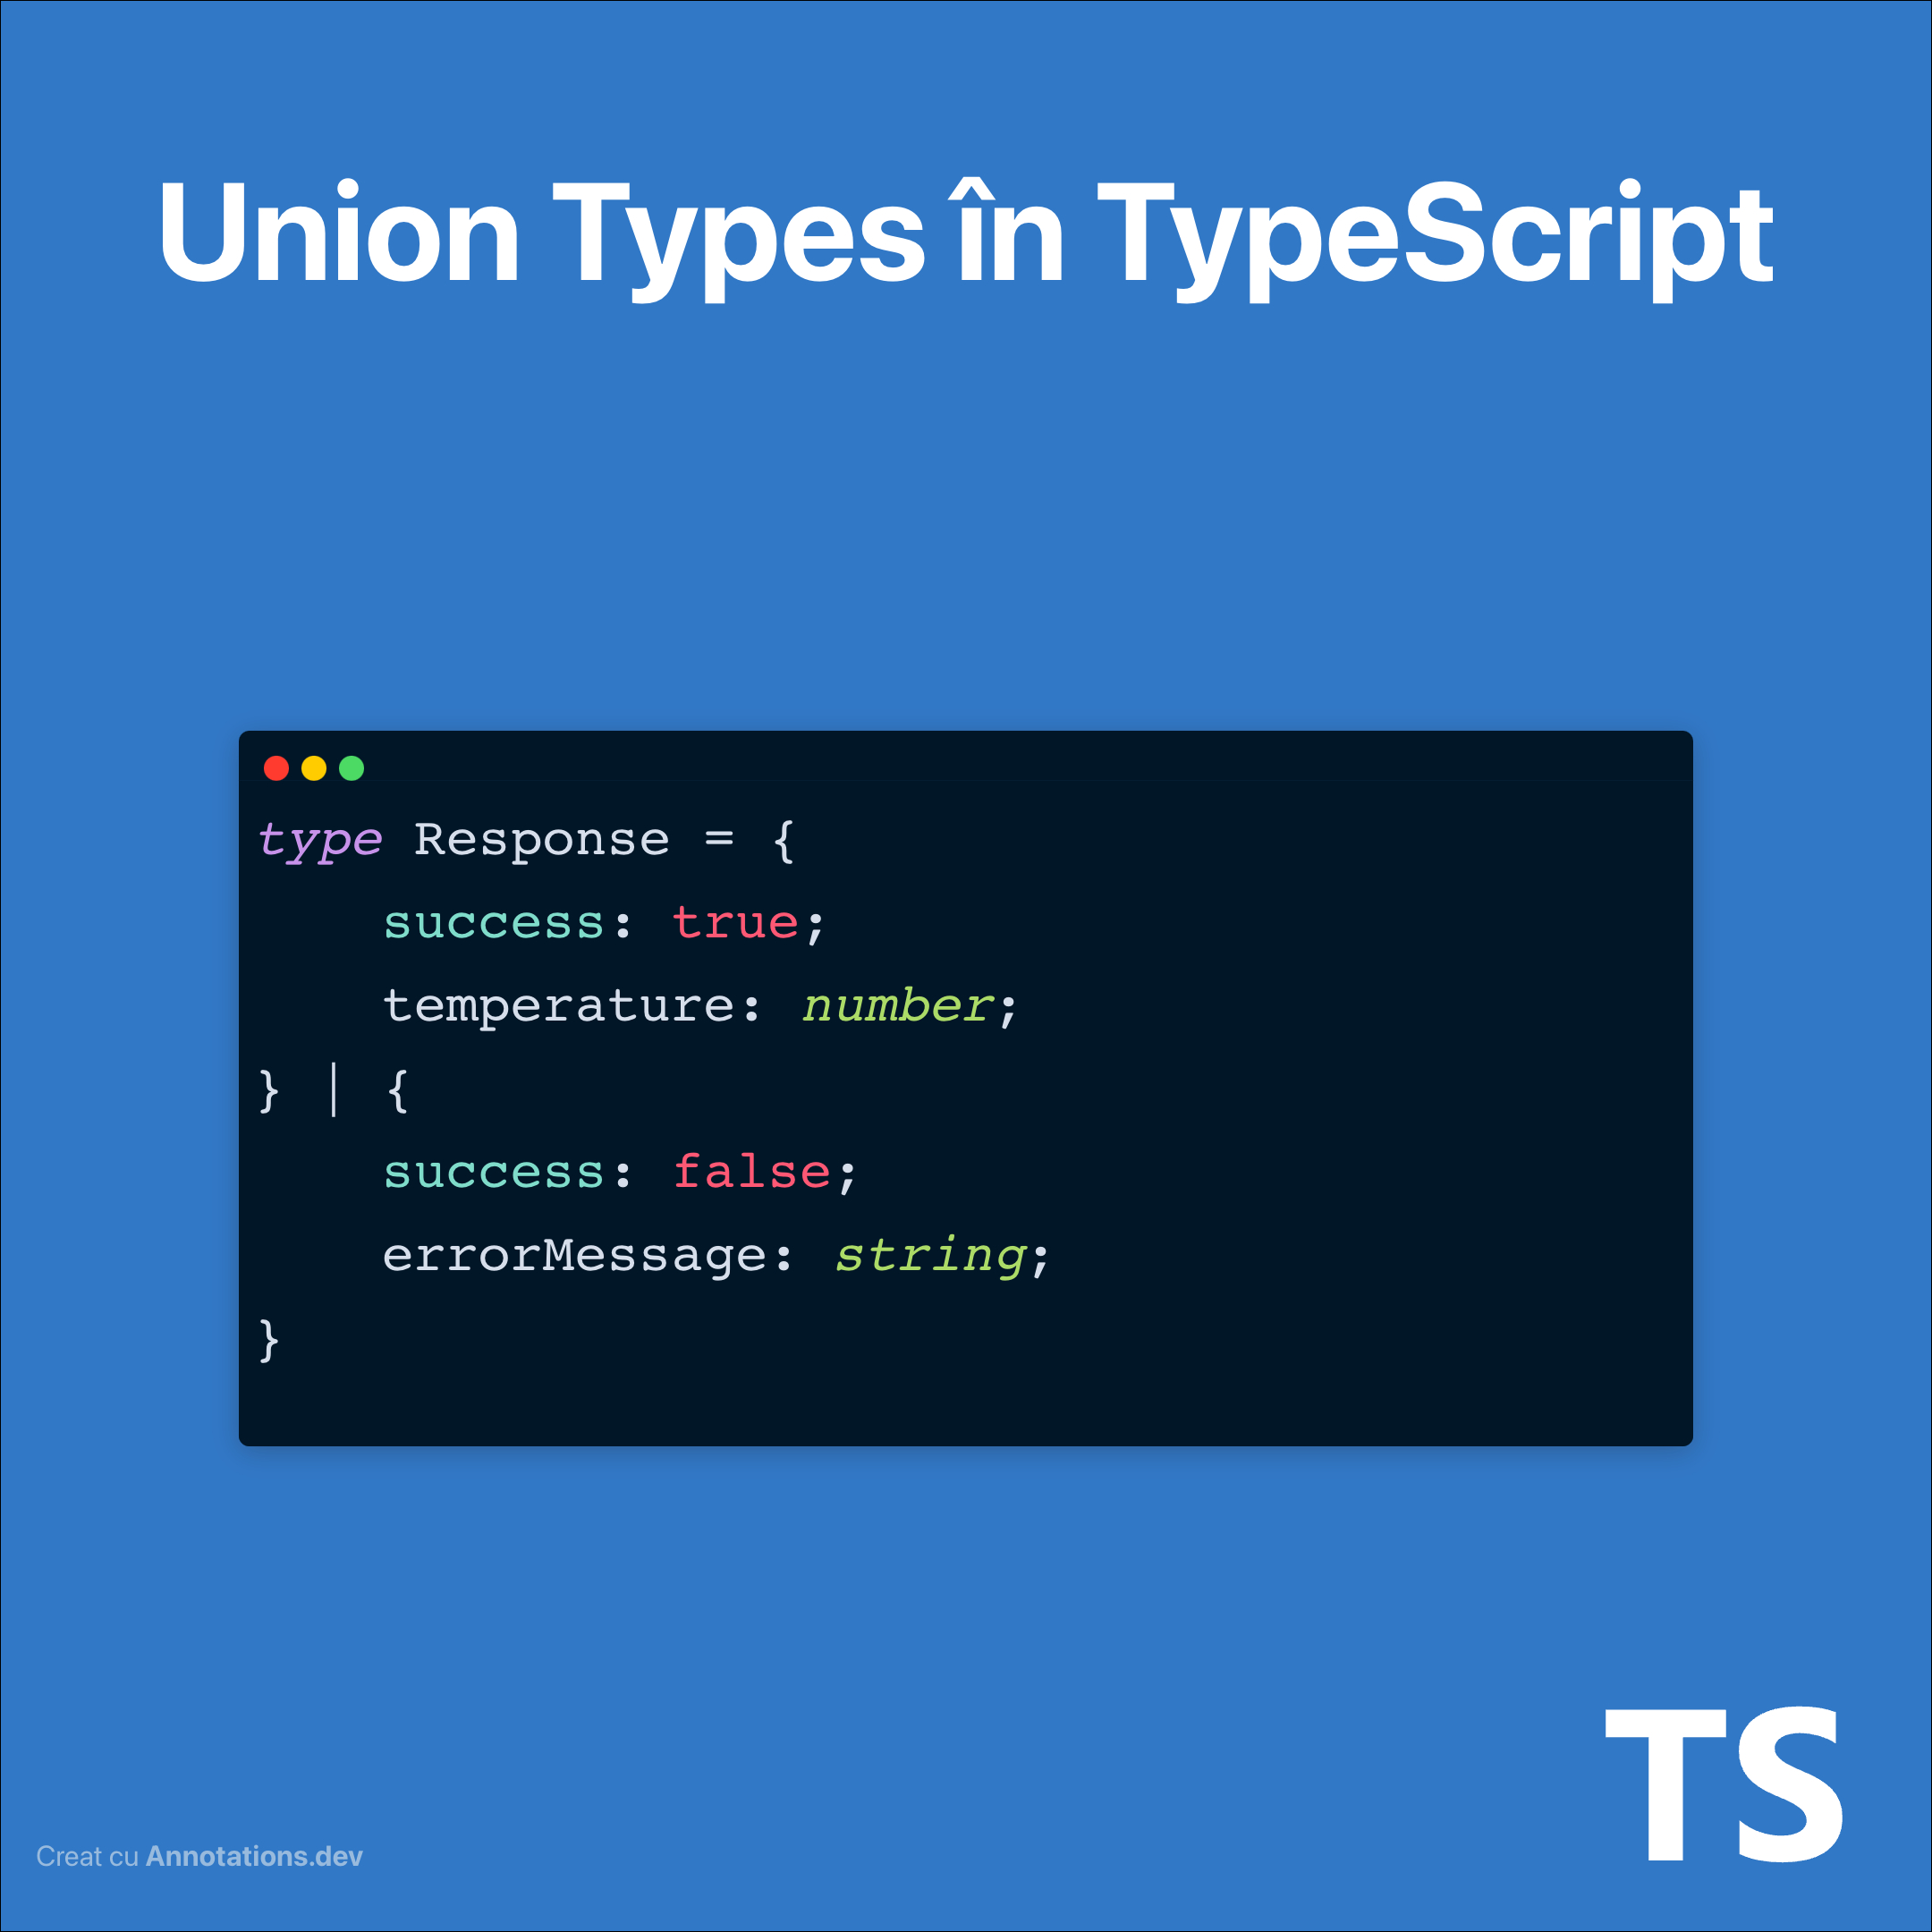 Union Types în TypeScript
type Response = {
    success: true;
    temperature: number;
} | {
    success: false;
    errorMessage: string;
}
TS
Creat cu Annotations.dev